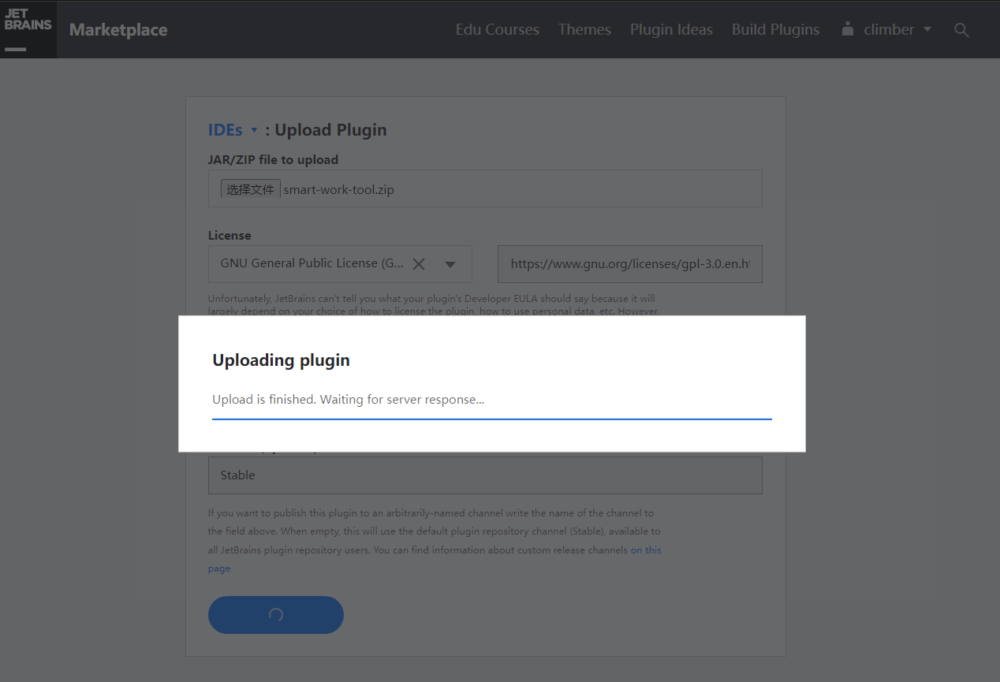 JET
BRAINS
Marketplace
Edu Courses
Themes
Plugin Ideas
Build Plugins
climber
IDEs : Upload Plugin
JAR/ZIP file to upload
选择文件 smart-work-tool.zip
License
GNU General Public License (G...
https://www.gnu.org/licenses/gpl-3.0.en.h
Unfortunately, JetBrains can't tell you what your plugin's Developer EULA should say because it will
largely depend on your choice of how to license the plugin, how to use personal data, etc. However,
Uploading plugin
Upload is finished. Waiting for server response...
Stable
If you want to publish this plugin to an arbitrarily-named channel write the name of the channel to
the field above. When empty, this will use the default plugin repository channel (Stable), available to
all JetBrains plugin repository users. You can find information about custom release channels on this
page